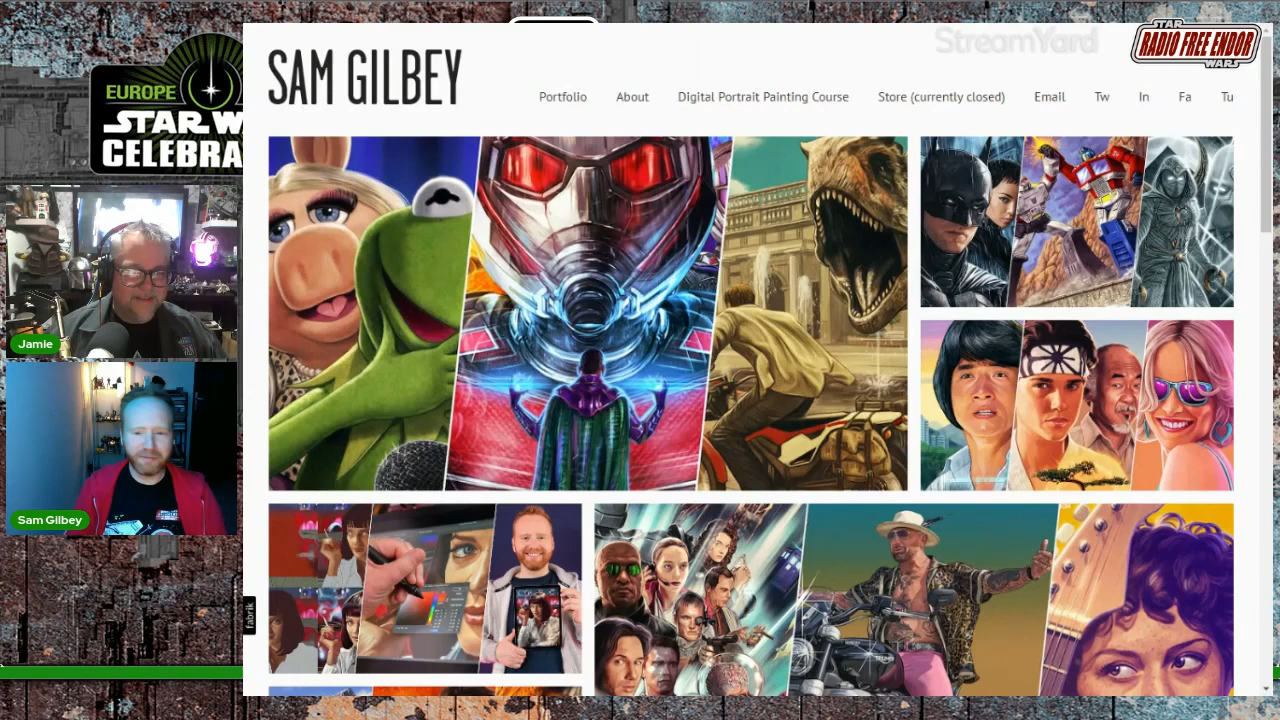 EUROPE
STAR W
CELEBRA
SAM GILBEY
StreamYard
STAR
RADIO FREE ENDOR
WARS
Portfolio About Digital Portrait Painting Course Store (currently closed) Email Tw In Fa Tu
Jamie
Sam Gilbey
fabrik